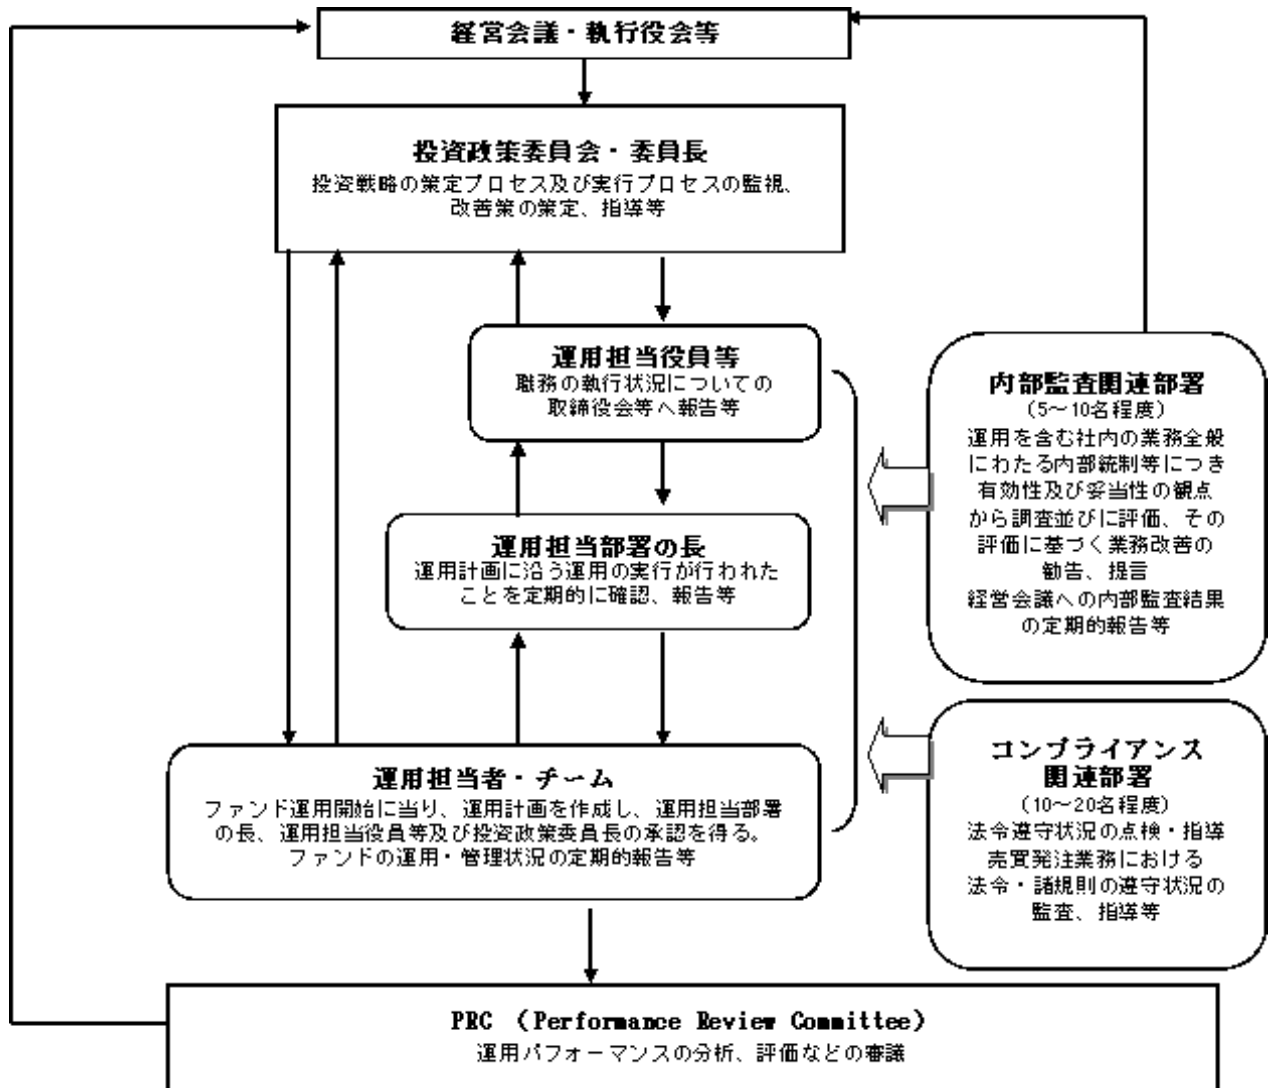 経営会議・執行役会等
投資政策委員会・委員長
投資戦略の策定プロセス及び実行プロセスの監視、
改善策の策定、指導等
運用担当役員等
職務の執行状況についての
取締役会等へ報告等
運用担当部署の長
運用計画に沿う運用の実行が行われた
ことを定期的に確認、報告等
運用担当者・チーム
ファンド運用開始に当り、運用計画を作成し、運用担当部署
の長、運用担当役員等及び投資政策委員長の承認を得る。
ファンドの運用・管理状況の定期的報告等
内部監査関連部署
（5～10名程度）
運用を含む社内の業務全般
にわたる内部統制等につき
有効性及び妥当性の観点
から調査並びに評価、その
評価に基づく業務改善の
勧告、提言
経営会議への内部監査結果
の定期的報告等
コンプライアンス
関連部署
（10～20名程度）
法令遵守状況の点検・指導
売買発注業務における
法令・諸規則の遵守状況の
監査、指導等
PRC （Performance Review Committee）
運用パフォーマンスの分析、評価などの審議